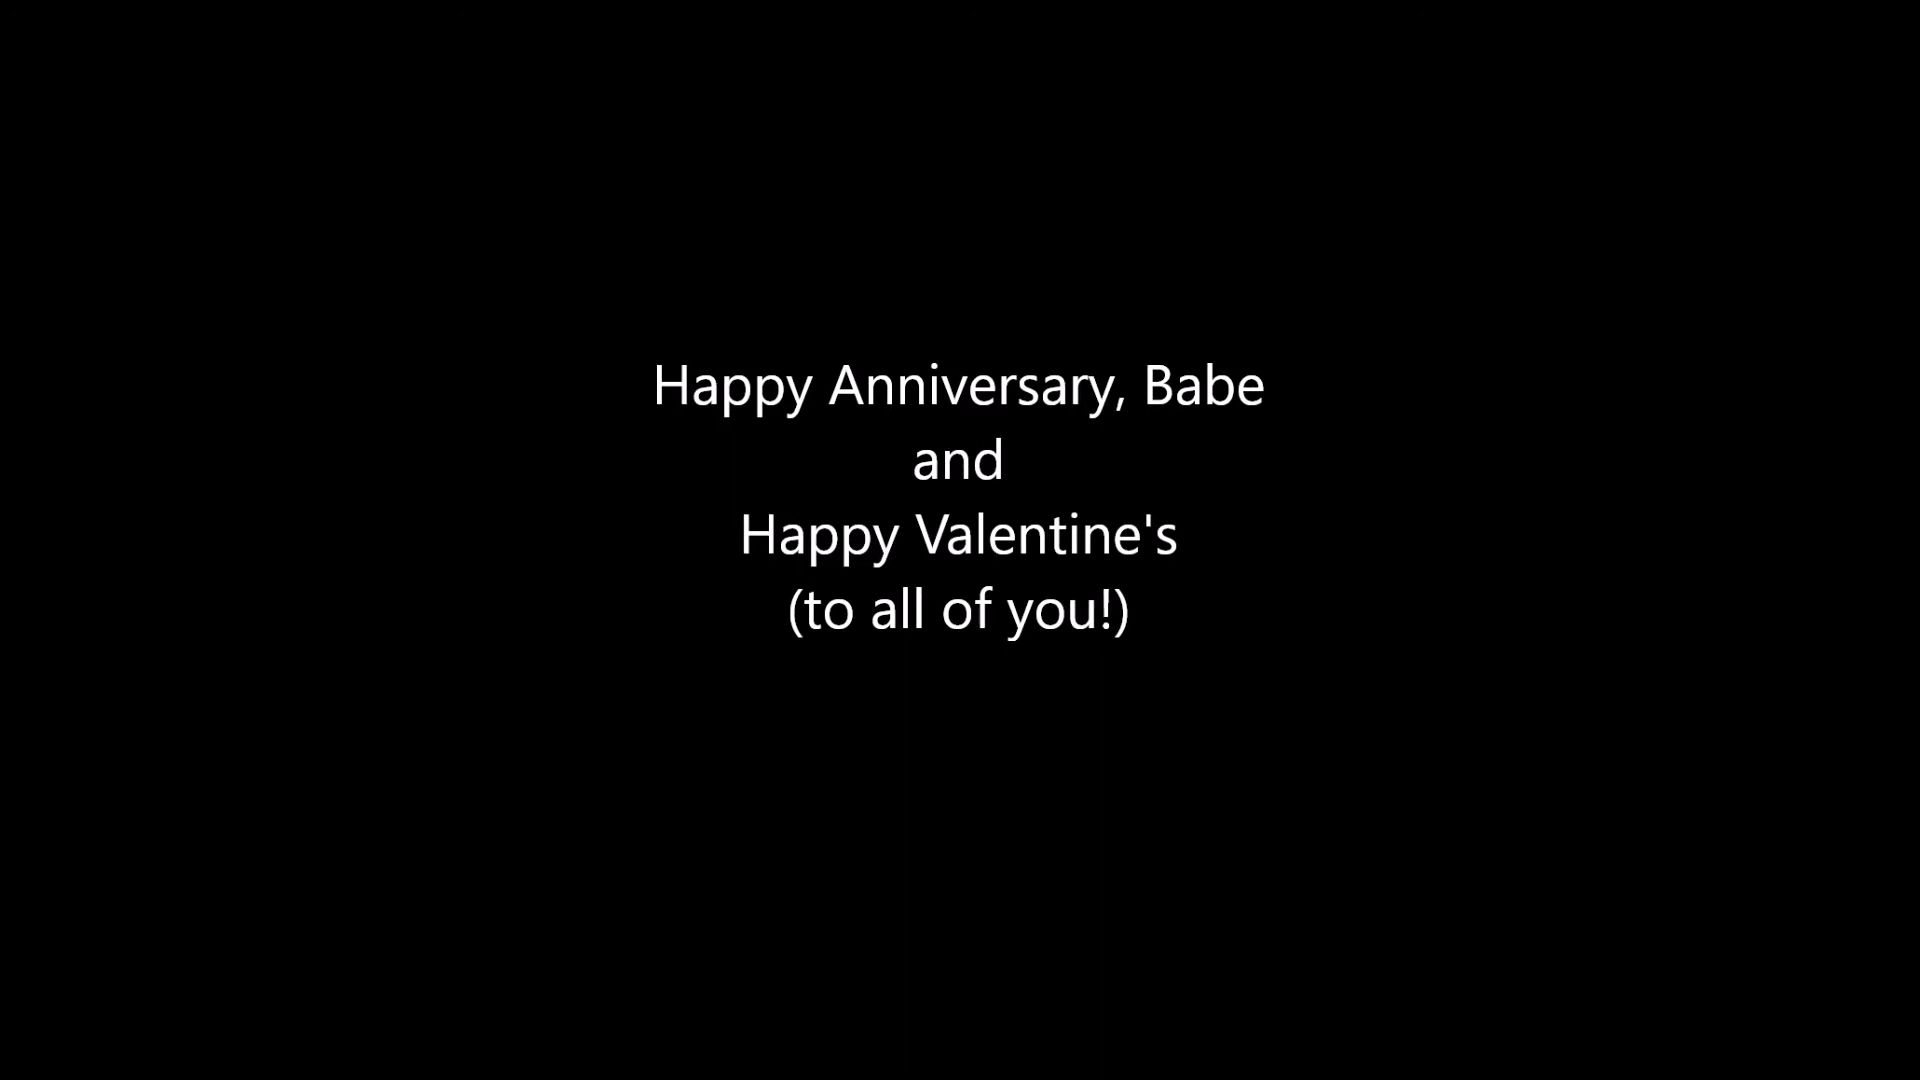 Happy Anniversary, Babe
and
Happy Valentine's
(to all of you!)